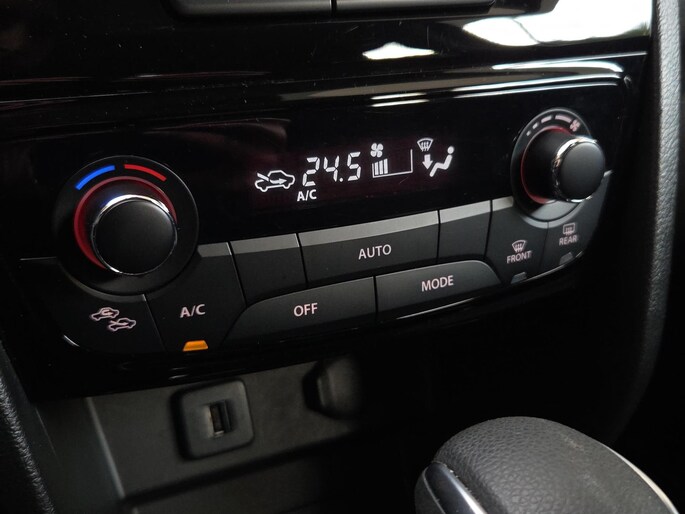 24.5
A/C
AUTO
FRONT
REAR
A/C
OFF
MODE